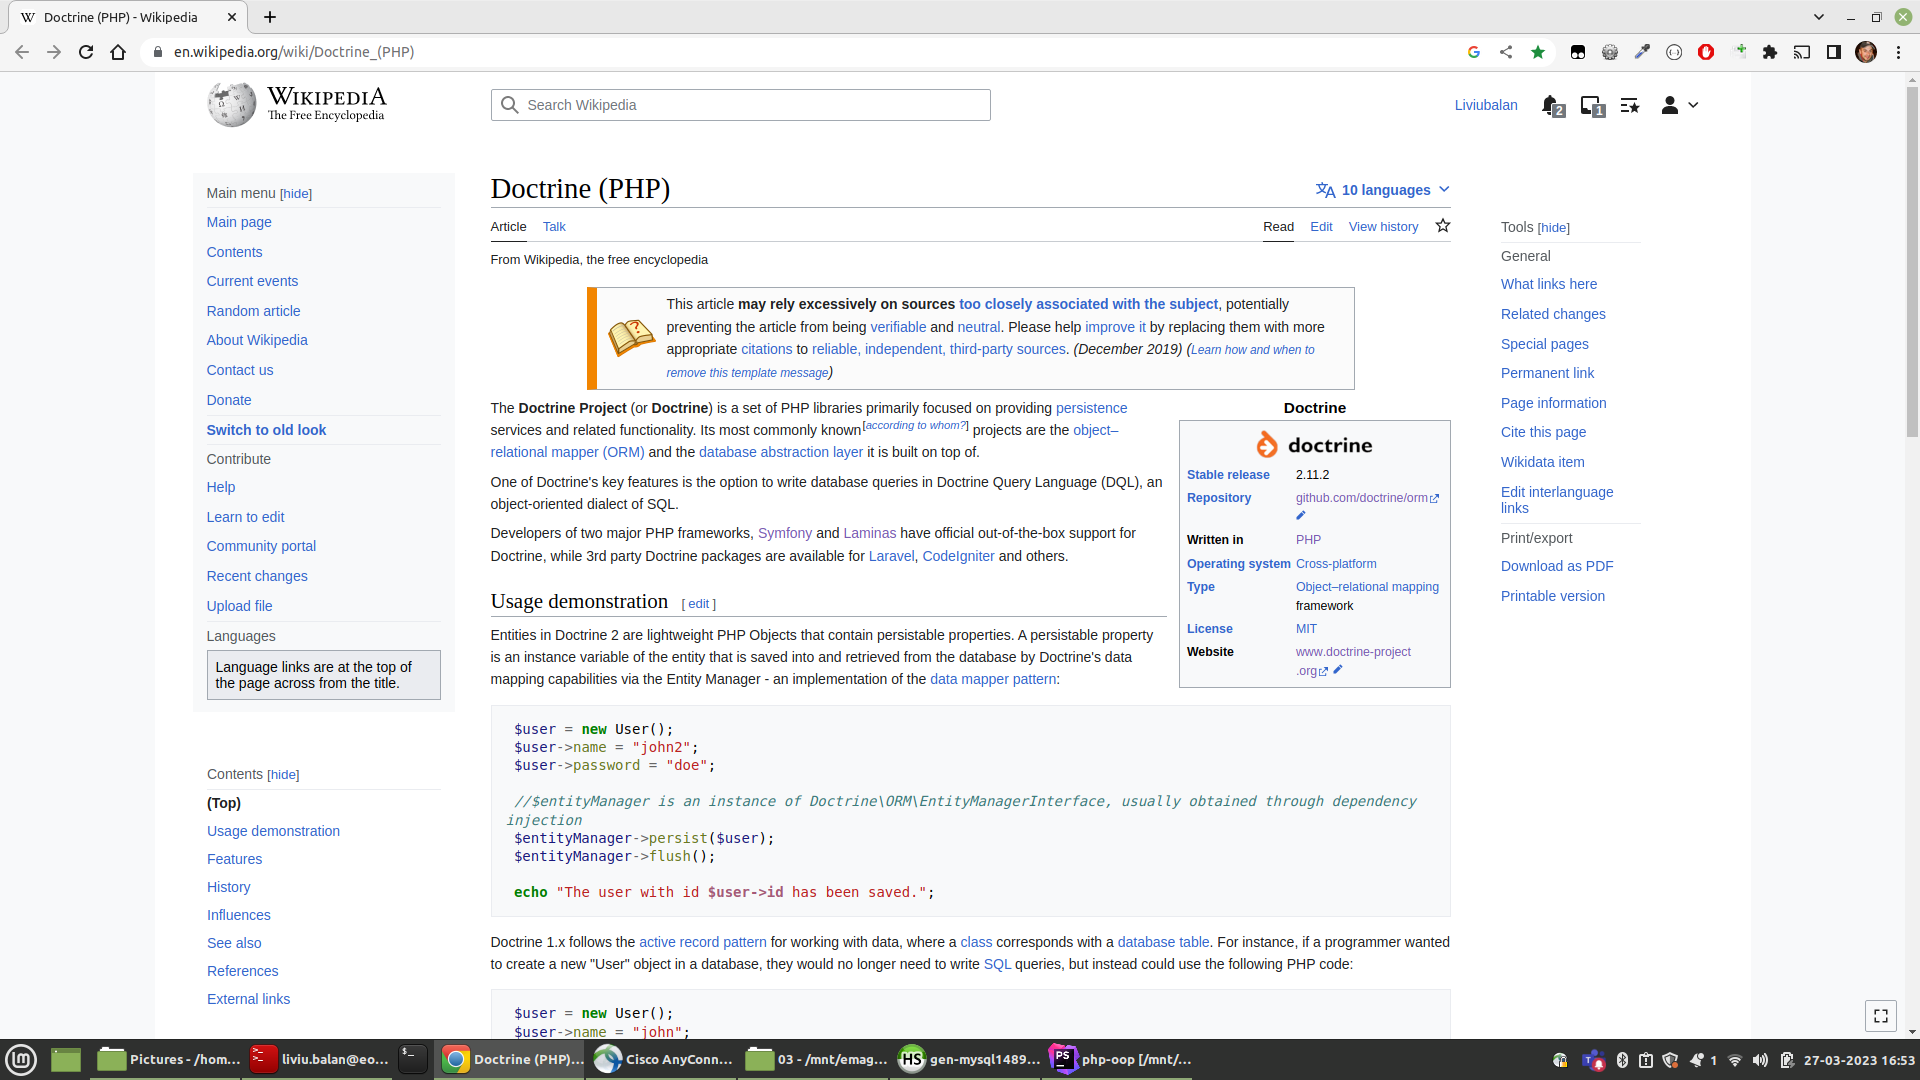 Doctrine (PHP) - Wikipedia
en.wikipedia.org/wiki/Doctrine_(PHP)
WIKIPEDIA
The Free Encyclopedia
Search Wikipedia
Liviubalan
2
1
Main menu [hide]
Main page
Contents
Current events
Random article
About Wikipedia
Contact us
Donate
Switch to old look
Contribute
Help
Learn to edit
Community portal
Recent changes
Upload file
Languages
Language links are at the top of
the page across from the title.
Contents [hide]
(Top)
Usage demonstration
Features
History
Influences
See also
References
External links
Doctrine (PHP)
10 languages
Article Talk
Read Edit View history
From Wikipedia, the free encyclopedia
This article may rely excessively on sources too closely associated with the subject, potentially
preventing the article from being verifiable and neutral. Please help improve it by replacing them with more
appropriate citations to reliable, independent, third-party sources. (December 2019) (Learn how and when to
remove this template message)
The Doctrine Project (or Doctrine) is a set of PHP libraries primarily focused on providing persistence
services and related functionality. Its most commonly known[according to whom?] projects are the object–
relational mapper (ORM) and the database abstraction layer it is built on top of.
One of Doctrine's key features is the option to write database queries in Doctrine Query Language (DQL), an
object-oriented dialect of SQL.
Developers of two major PHP frameworks, Symfony and Laminas have official out-of-the-box support for
Doctrine, while 3rd party Doctrine packages are available for Laravel, CodeIgniter and others.
Doctrine
doctrine
Stable release 2.11.2
Repository github.com/doctrine/orm
Written in PHP
Operating system Cross-platform
Type Object–relational mapping
framework
License MIT
Website www.doctrine-project
.org
Usage demonstration [ edit ]
Entities in Doctrine 2 are lightweight PHP Objects that contain persistable properties. A persistable property
is an instance variable of the entity that is saved into and retrieved from the database by Doctrine's data
mapping capabilities via the Entity Manager - an implementation of the data mapper pattern:
$user = new User();
$user->name = "john2";
$user->password = "doe";
//$entityManager is an instance of Doctrine\ORM\EntityManagerInterface, usually obtained through dependency
injection
$entityManager->persist($user);
$entityManager->flush();
echo "The user with id $user->id has been saved.";
Doctrine 1.x follows the active record pattern for working with data, where a class corresponds with a database table. For instance, if a programmer wanted
to create a new "User" object in a database, they would no longer need to write SQL queries, but instead could use the following PHP code:
$user = new User();
$user->name = "john";
Tools [hide]
General
What links here
Related changes
Special pages
Permanent link
Page information
Cite this page
Wikidata item
Edit interlanguage
links
Print/export
Download as PDF
Printable version
Pictures - /hom...
liviu.balan@eo...
Doctrine (PHP)...
Cisco AnyConn...
03 - /mnt/emag...
HS
gen-mysql1489...
PS
php-oop [/mnt/...
1
27-03-2023 16:53